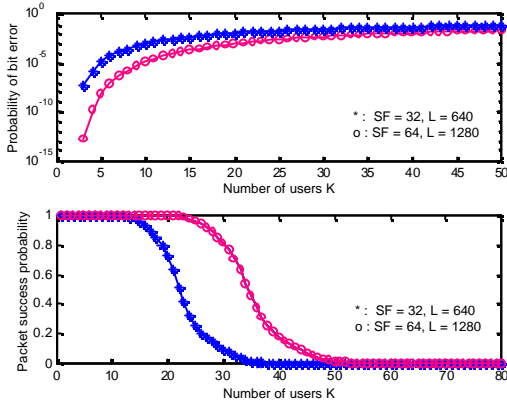 10^0
10^-5
10^-10
10^-15
Probability of bit error
* : SF = 32, L = 640
o : SF = 64, L = 1280
0 5 10 15 20 25 30 35 40 45 50
Number of users K
1
0.8
0.6
0.4
0.2
0
Packet success probability
* : SF = 32, L = 640
o : SF = 64, L = 1280
0 10 20 30 40 50 60 70 80
Number of users K